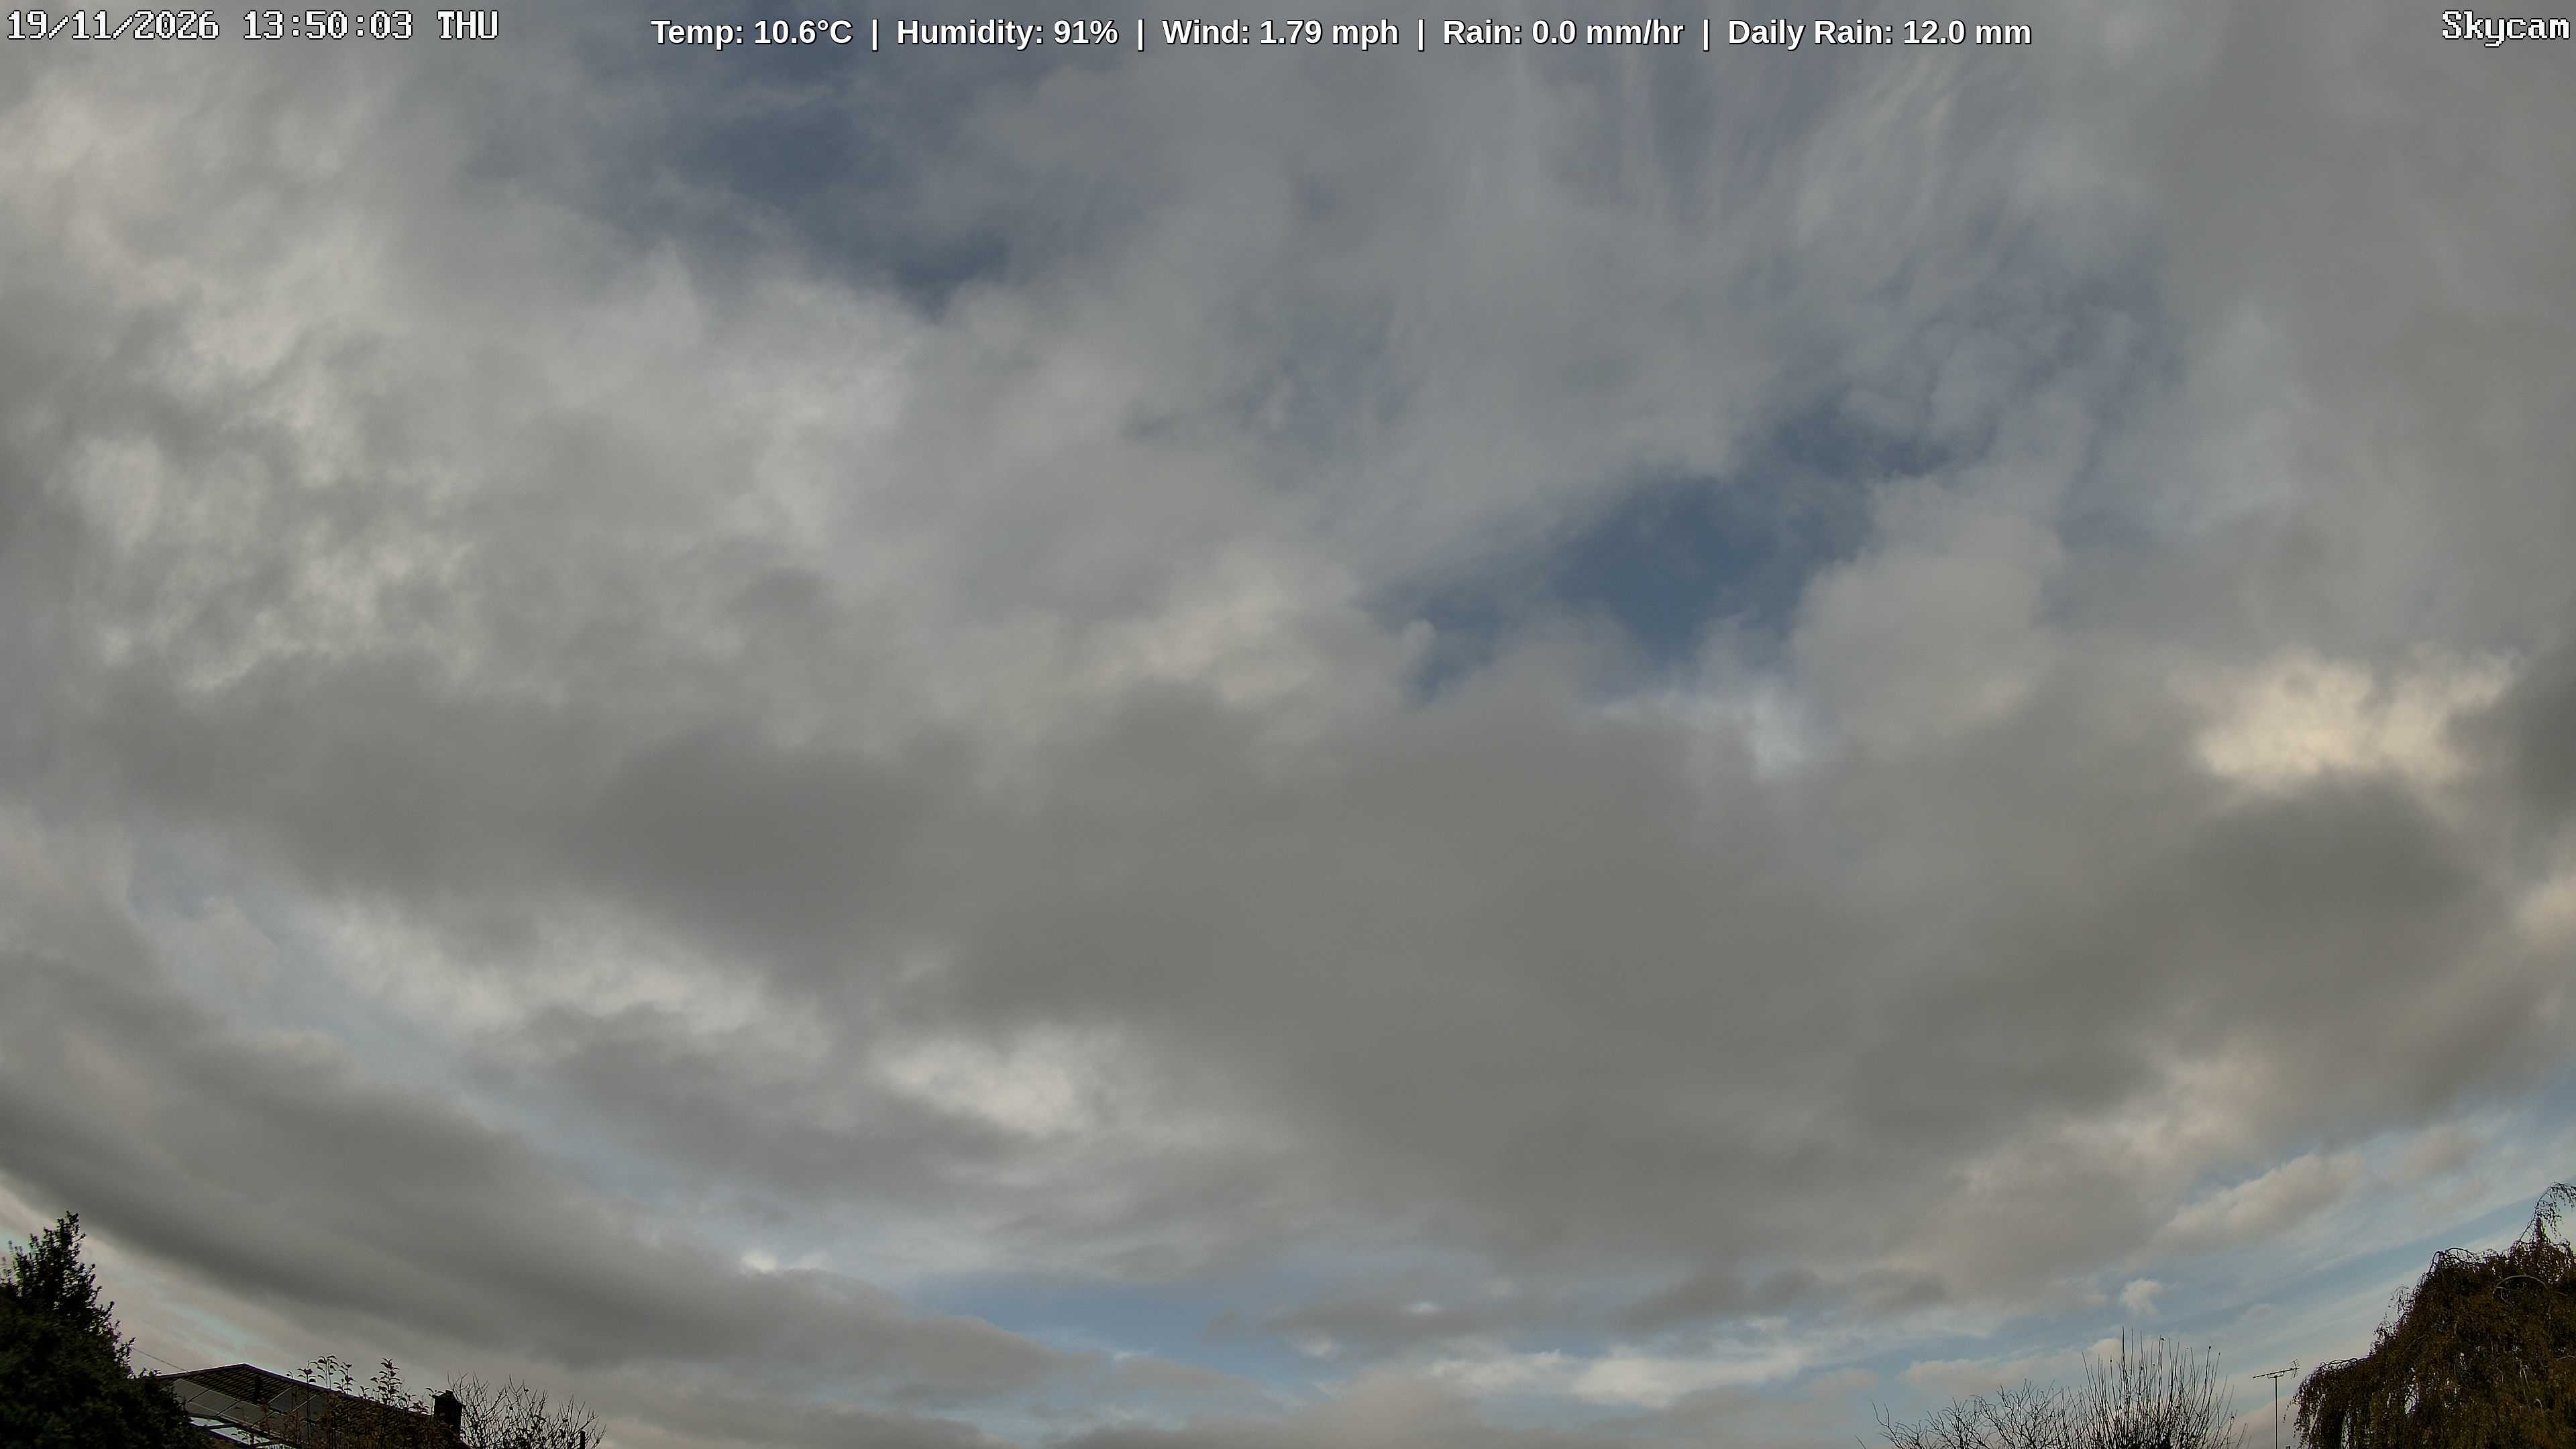 19/11/2026 13:50:03 THU
Temp: 10.6°C | Humidity: 91% | Wind: 1.79 mph | Rain: 0.0 mm/hr | Daily Rain: 12.0 mm
Skycam